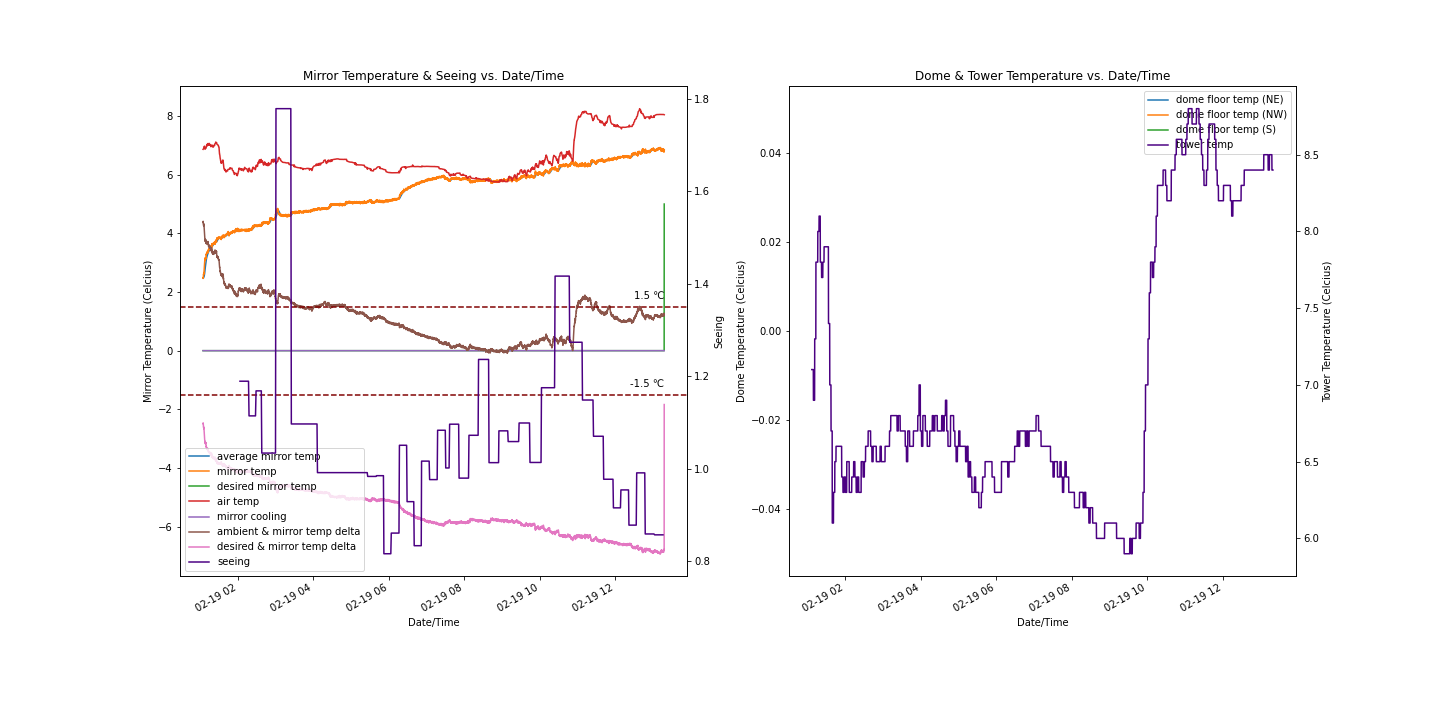 Mirror Temperature & Seeing vs. Date/Time
Mirror Temperature (Celcius)
8
6
4
2
0
−2
−4
−6
1.5 °C
-1.5 °C
average mirror temp
mirror temp
desired mirror temp
air temp
mirror cooling
ambient & mirror temp delta
desired & mirror temp delta
seeing
1.8
1.6
1.4
1.2
1.0
0.8
Seeing
02-19 02
02-19 04
02-19 06
02-19 08
02-19 10
02-19 12
Date/Time
Dome & Tower Temperature vs. Date/Time
Dome Temperature (Celcius)
0.04
0.02
0.00
−0.02
−0.04
dome floor temp (NE)
dome floor temp (NW)
dome floor temp (S)
tower temp
8.5
8.0
7.5
7.0
6.5
6.0
Tower Temperature (Celcius)
02-19 02
02-19 04
02-19 06
02-19 08
02-19 10
02-19 12
Date/Time